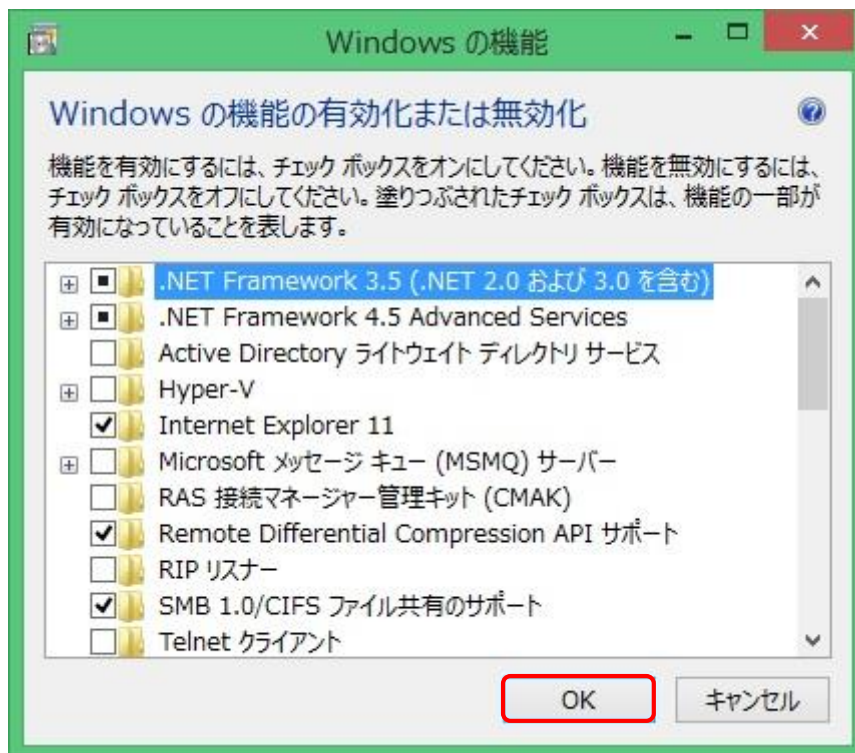 Windows の機能
Windows の機能の有効化または無効化
機能を有効にするには、チェック ボックスをオンにしてください。機能を無効にするには、
チェック ボックスをオフにしてください。塗りつぶされたチェック ボックスは、機能の一部が
有効になっていることを表します。
.NET Framework 3.5 (.NET 2.0 および 3.0 を含む)
.NET Framework 4.5 Advanced Services
Active Directory ライトウェイト ディレクトリ サービス
Hyper-V
Internet Explorer 11
Microsoft メッセージ キュー (MSMQ) サーバー
RAS 接続マネージャー管理キット (CMAK)
Remote Differential Compression API サポート
RIP リスナー
SMB 1.0/CIFS ファイル共有のサポート
Telnet クライアント
OK キャンセル